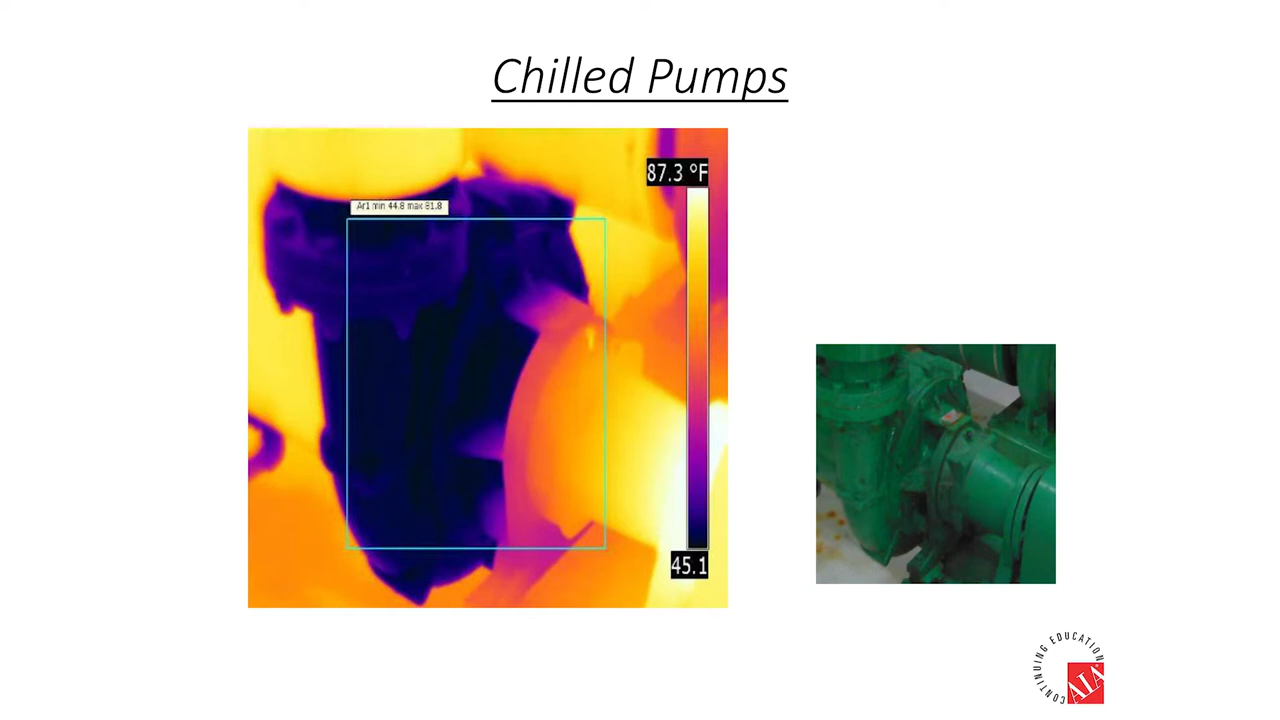 Chilled Pumps
87.3 °F
Ar1 min 44.8 max 81.8
45.1
CONTINUING EDUCATION
AIA